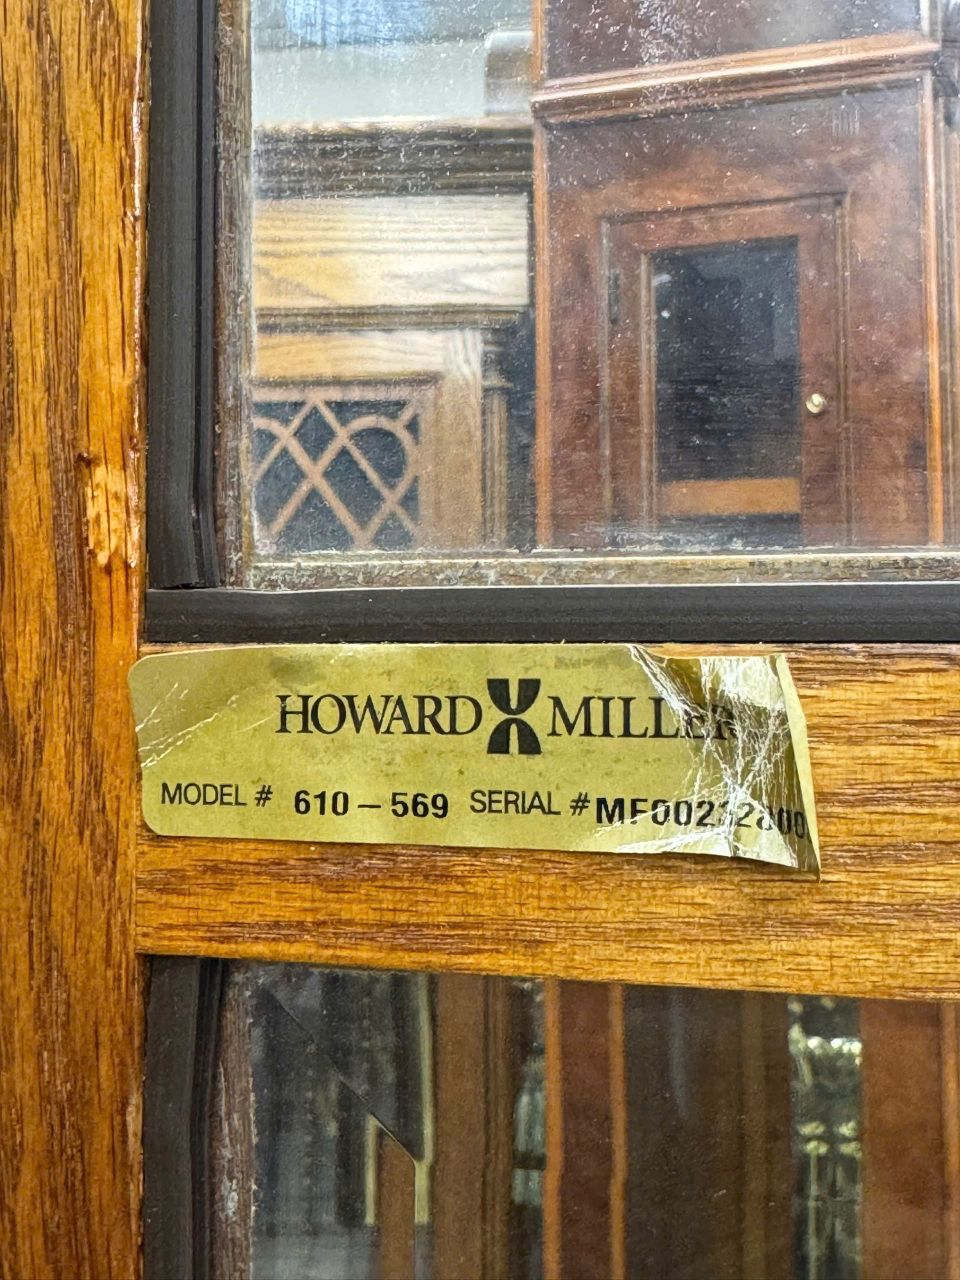 HOWARD MILLER
MODEL # 610 – 569 SERIAL #